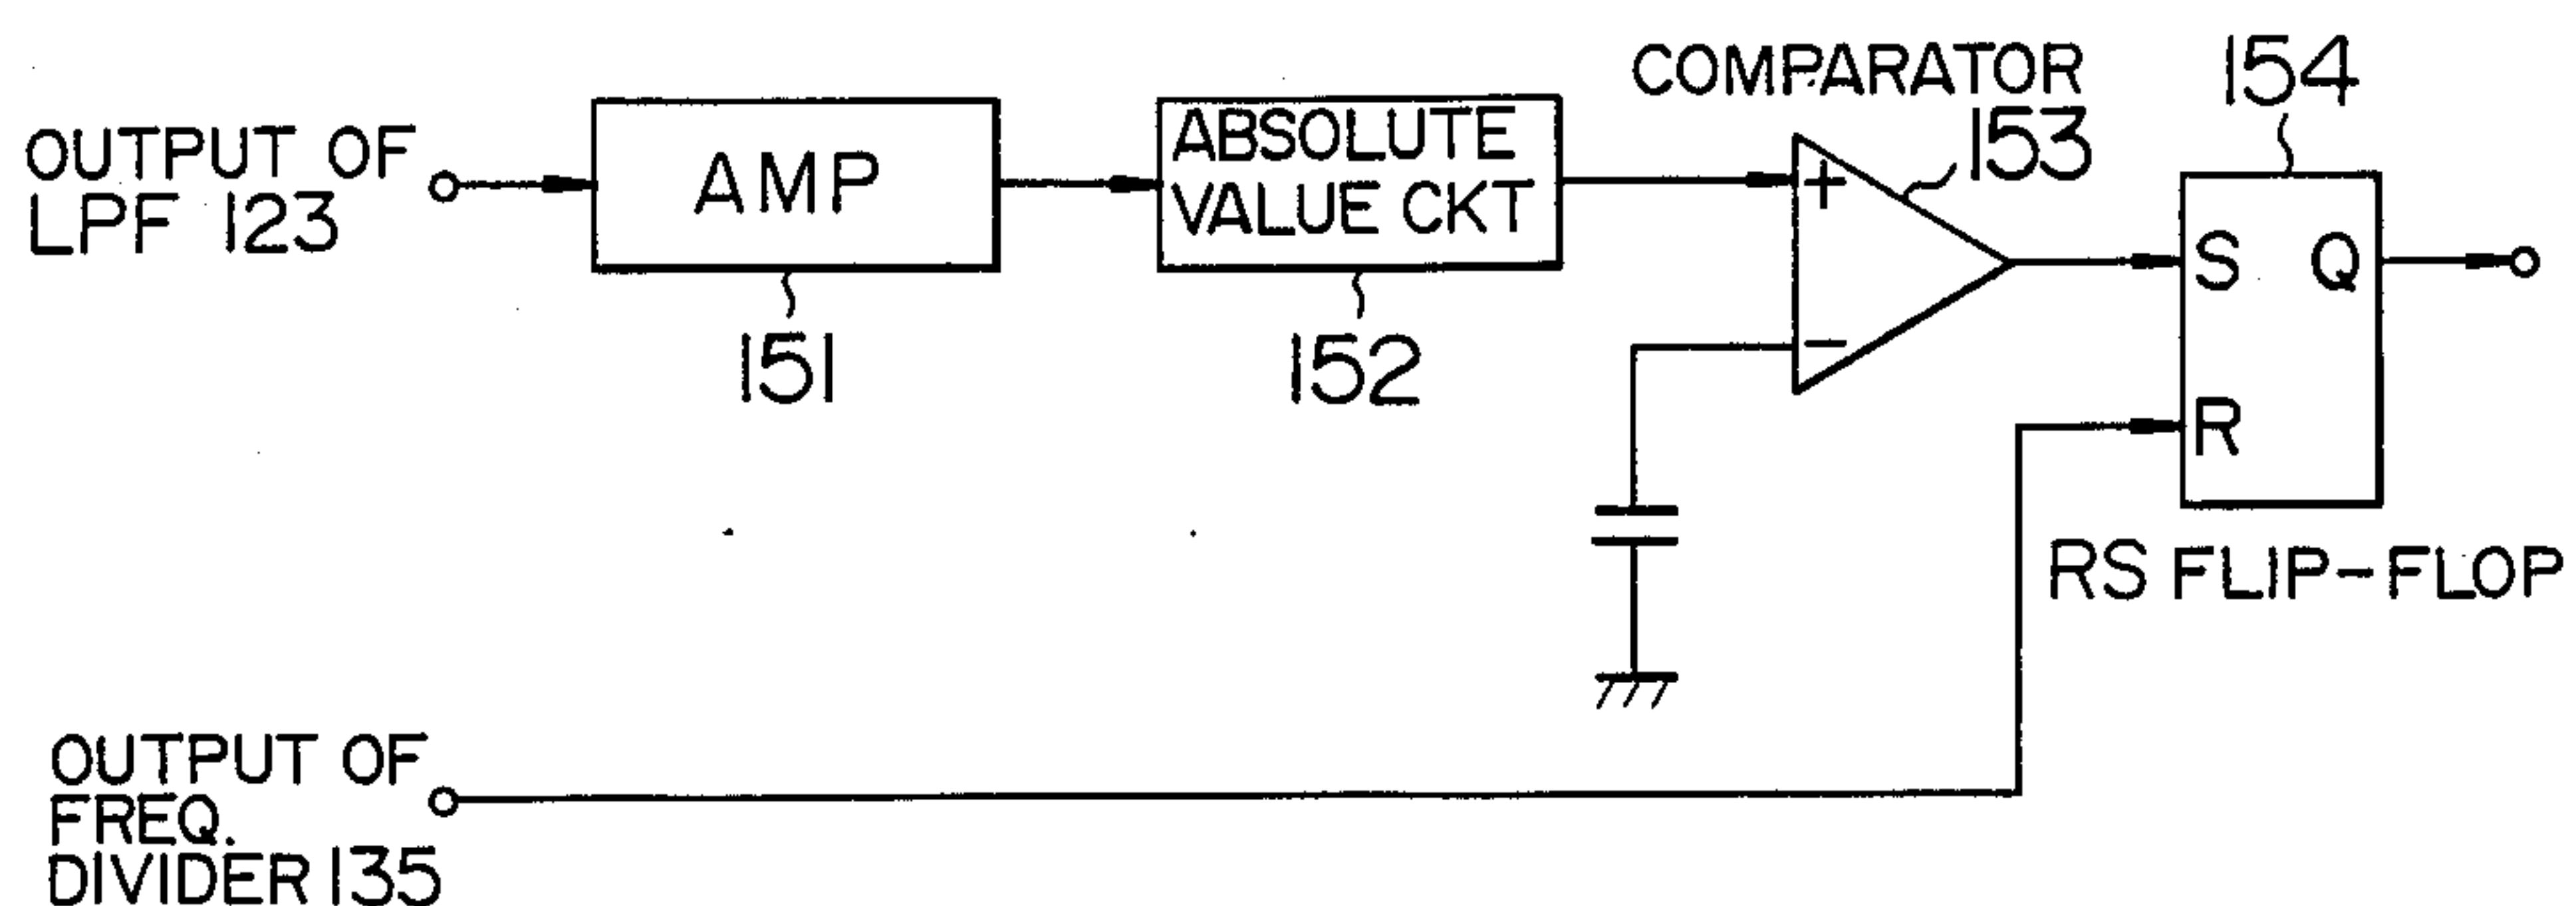 OUTPUT OF
LPF 123
AMP
151
ABSOLUTE
VALUE CKT
152
COMPARATOR
153
+
−
154
S Q
R
RS FLIP-FLOP
OUTPUT OF
FREQ.
DIVIDER 135